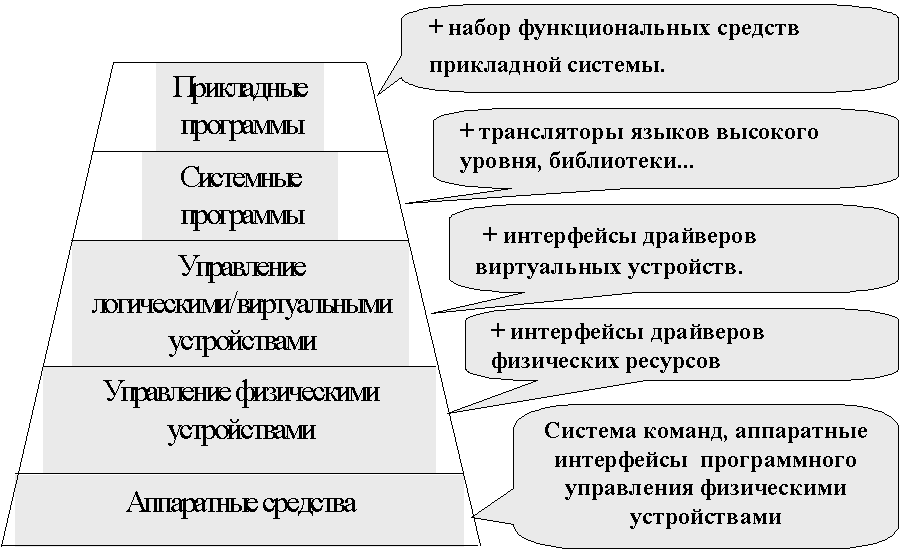 + набор функциональных средств
прикладной системы.
Прикладные
программы
+ трансляторы языков высокого
уровня, библиотеки...
Системные
программы
+ интерфейсы драйверов
виртуальных устройств.
Управление
логическими/виртуальными
устройствами
+ интерфейсы драйверов
физических ресурсов
Управление физическими
устройствами
Система команд, аппаратные
интерфейсы программного
управления физическими
устройствами
Аппаратные средства